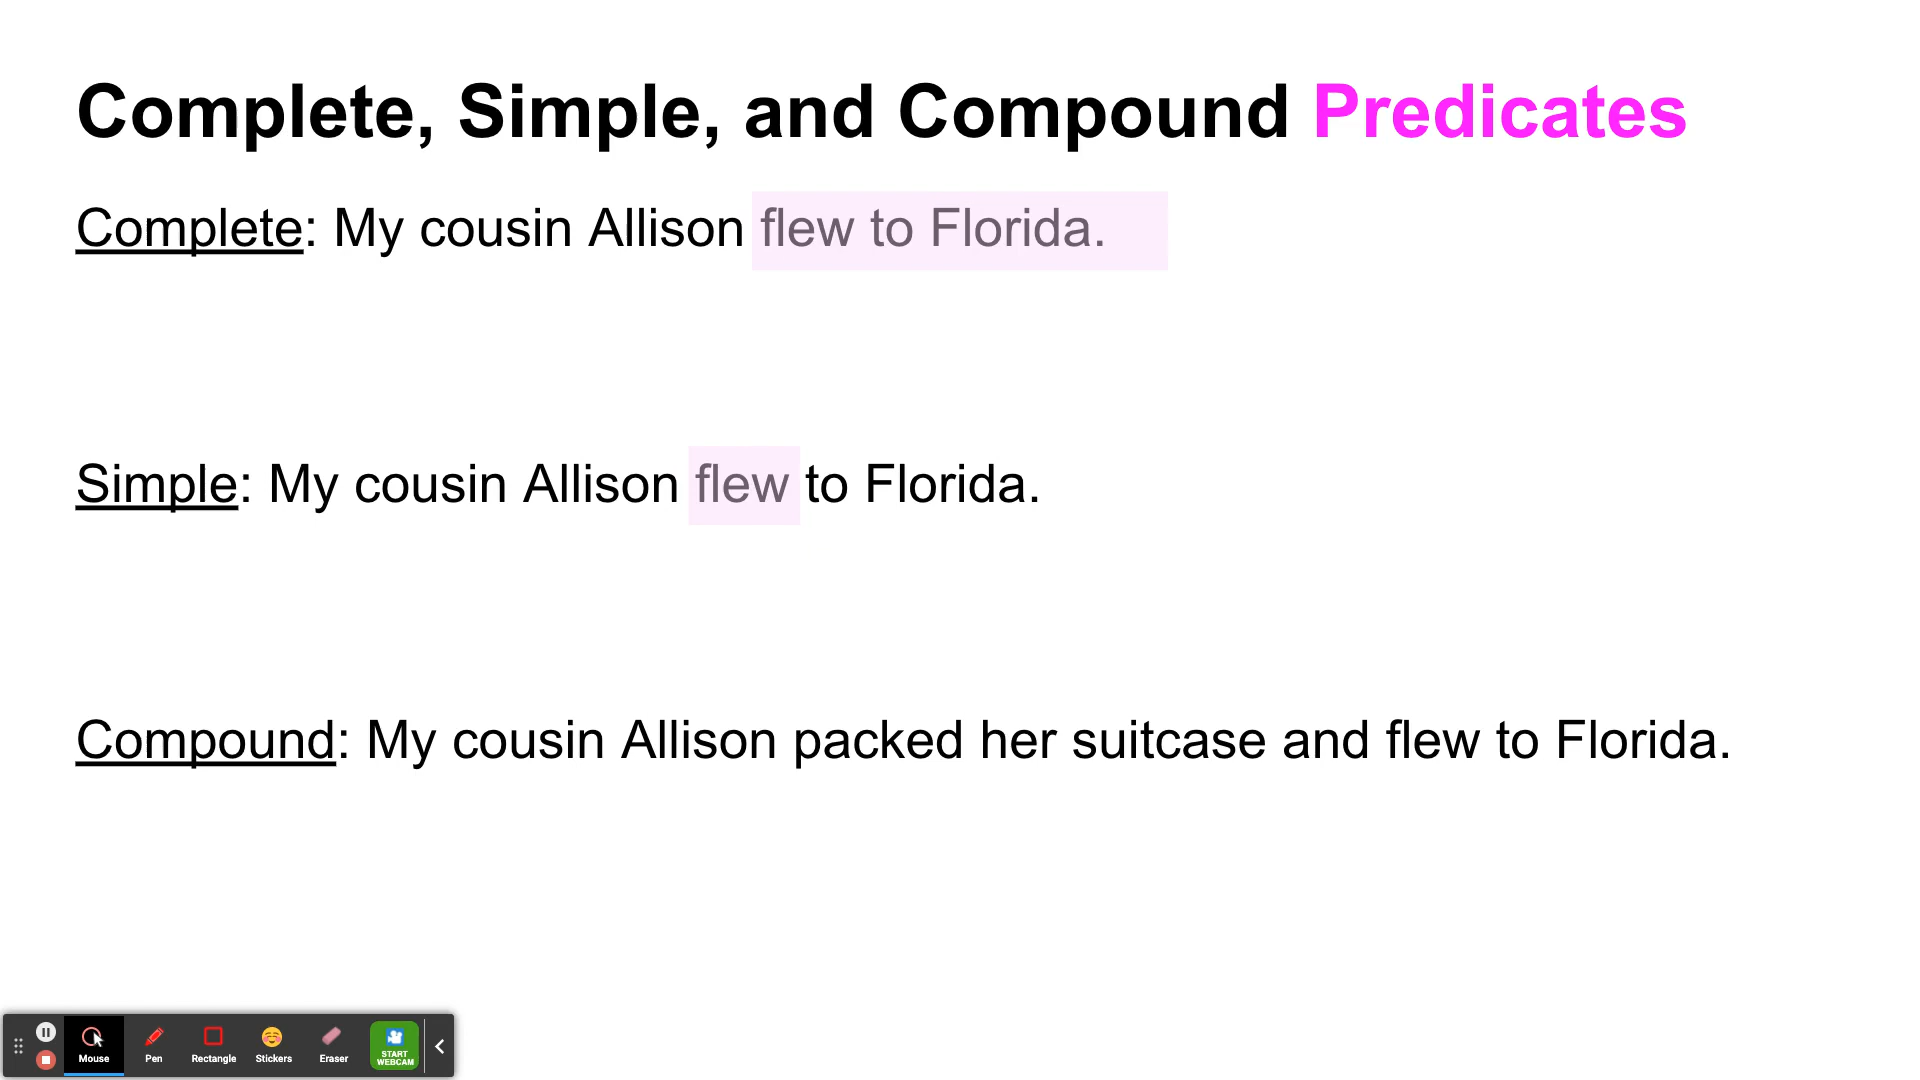 Complete, Simple, and Compound Predicates
Complete: My cousin Allison flew to Florida.
Simple: My cousin Allison flew to Florida.
Compound: My cousin Allison packed her suitcase and flew to Florida.
Mouse
Pen
Rectangle
Stickers
Eraser
START
WEBCAM